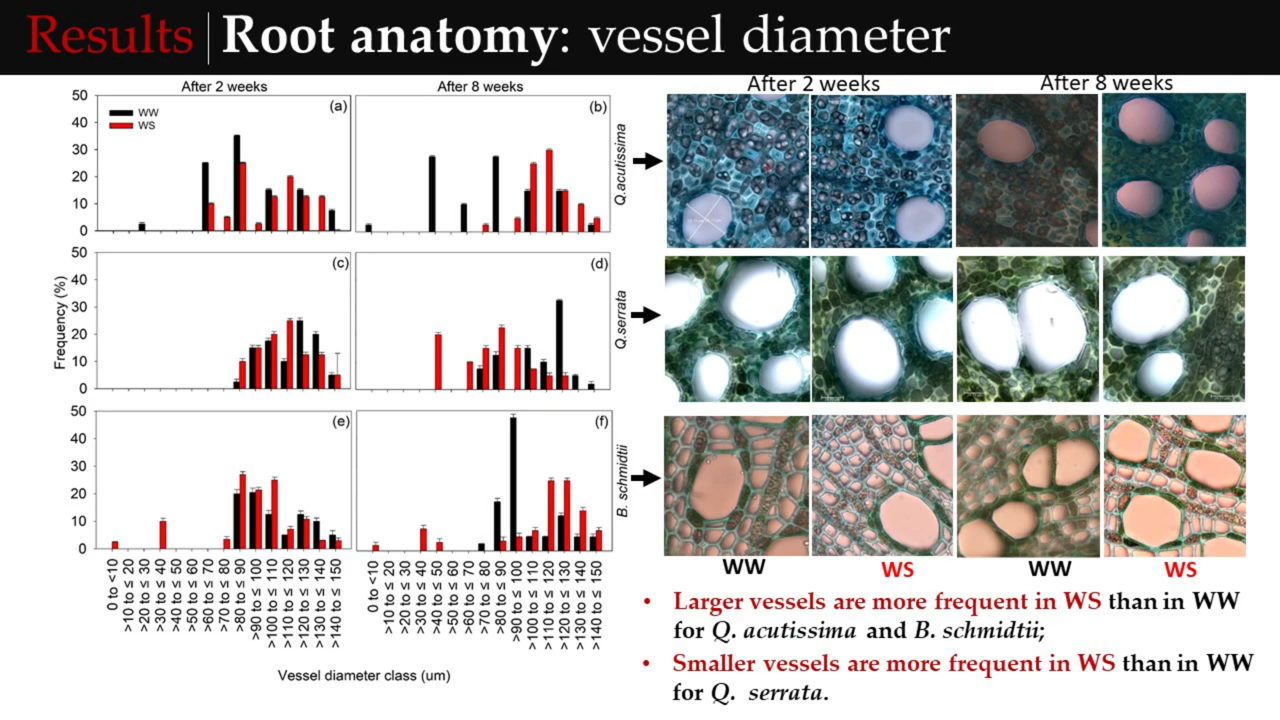 Results | Root anatomy: vessel diameter
After 2 weeks
After 8 weeks
After 2 weeks
After 8 weeks
50
40
30
20
10
0
WW
WS
(a)
(b)
Q.acutissima
50
40
30
20
10
0
(c)
(d)
Q.serrata
Frequency (%)
50
40
30
20
10
0
(e)
(f)
B. schmidtii
0 to <10
>10 to ≤ 20
>20 to ≤ 30
>30 to ≤ 40
>40 to ≤ 50
>50 to ≤ 60
>60 to ≤ 70
>70 to ≤ 80
>80 to ≤ 90
>90 to ≤ 100
>100 to ≤ 110
>110 to ≤ 120
>120 to ≤ 130
>130 to ≤ 140
>140 to ≤ 150
0 to <10
>10 to ≤ 20
>20 to ≤ 30
>30 to ≤ 40
>40 to ≤ 50
>50 to ≤ 60
>60 to ≤ 70
>70 to ≤ 80
>80 to ≤ 90
>90 to ≤ 100
>100 to ≤ 110
>110 to ≤ 120
>120 to ≤ 130
>130 to ≤ 140
>140 to ≤ 150
Vessel diameter class (um)
WW
WS
WW
WS
• Larger vessels are more frequent in WS than in WW
for Q. acutissima and B. schmidtii;
• Smaller vessels are more frequent in WS than in WW
for Q. serrata.